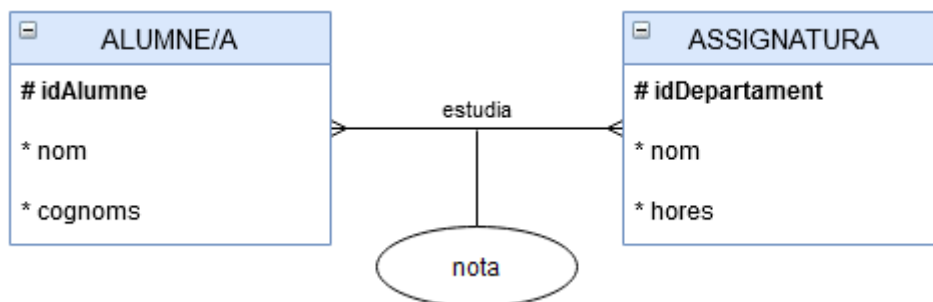 ALUMNE/A
# idAlumne
* nom
* cognoms
estudia
nota
ASSIGNATURA
# idDepartament
* nom
* hores